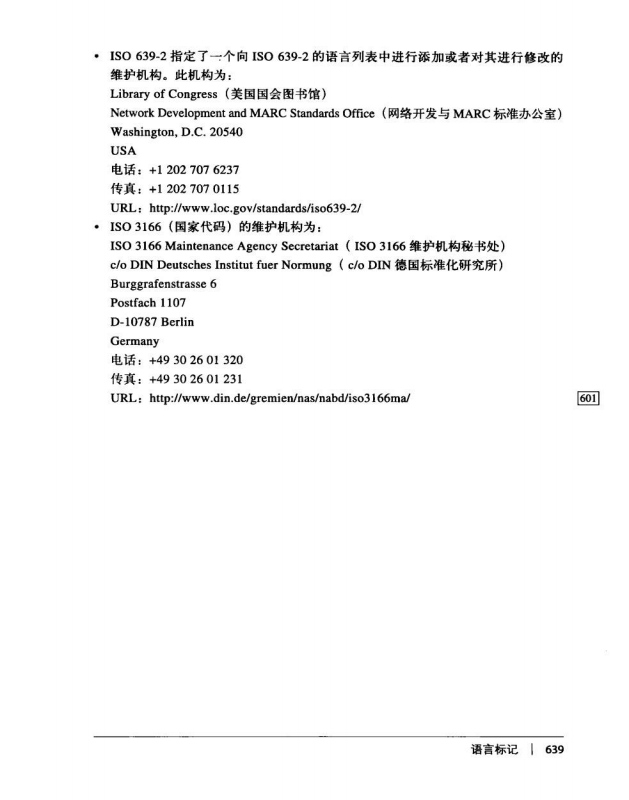 • ISO 639-2 指定了一个向 ISO 639-2 的语言列表中进行添加或者对其进行修改的
维护机构。此机构为：
Library of Congress（美国国会图书馆）
Network Development and MARC Standards Office（网络开发与 MARC 标准办公室）
Washington, D.C. 20540
USA
电话：+1 202 707 6237
传真：+1 202 707 0115
URL：http://www.loc.gov/standards/iso639-2/
• ISO 3166（国家代码）的维护机构为：
ISO 3166 Maintenance Agency Secretariat（ ISO 3166 维护机构秘书处）
c/o DIN Deutsches Institut fuer Normung（ c/o DIN 德国标准化研究所）
Burggrafenstrasse 6
Postfach 1107
D-10787 Berlin
Germany
电话：+49 30 26 01 320
传真：+49 30 26 01 231
URL：http://www.din.de/gremien/nas/nabd/iso3166ma/
601
语言标记 | 639